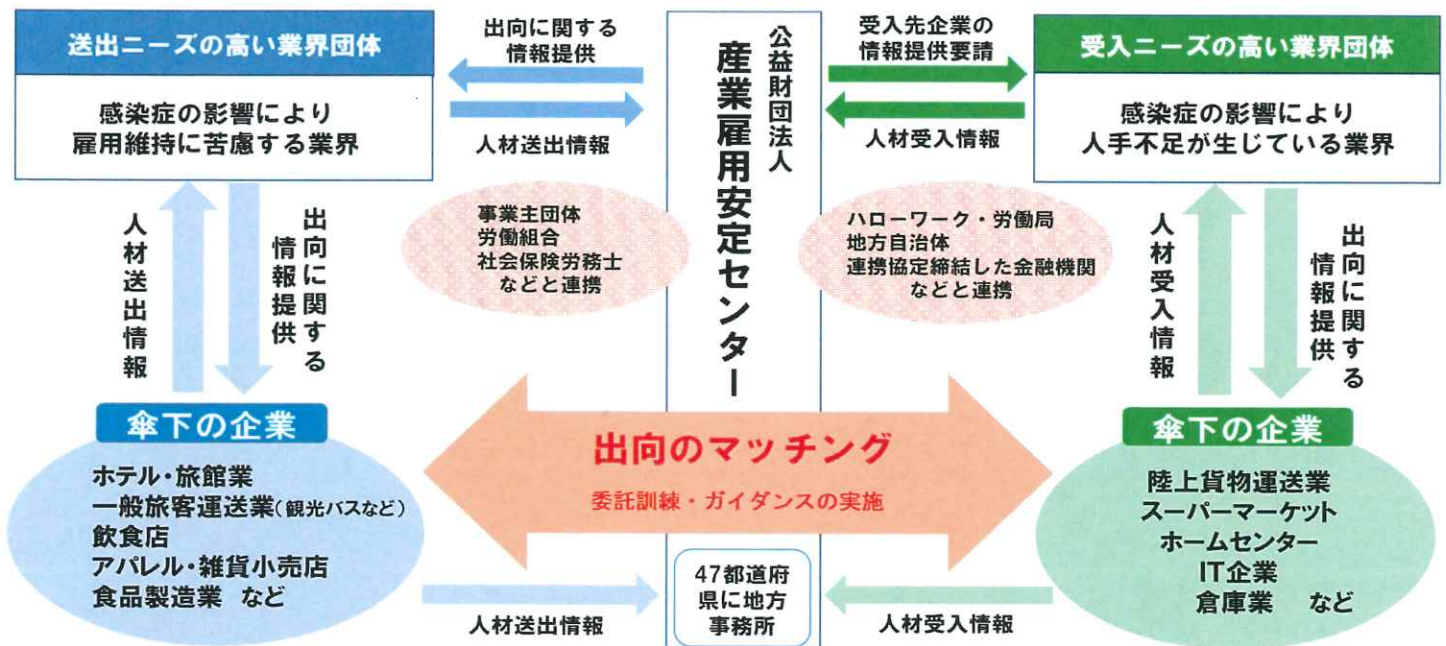 送出ニーズの高い業界団体
感染症の影響により
雇用維持に苦慮する業界
出向に関する
情報提供
人材送出情報
公益財団法人
産業雇用安定センター
受入先企業の
情報提供要請
人材受入情報
受入ニーズの高い業界団体
感染症の影響により
人手不足が生じている業界
事業主団体
労働組合
社会保険労務士
などと連携
ハローワーク・労働局
地方自治体
連携協定締結した金融機関
などと連携
人材送出情報
出向に関する
情報提供
人材受入情報
出向に関する
情報提供
傘下の企業
ホテル・旅館業
一般旅客運送業(観光バスなど)
飲食店
アパレル・雑貨小売店
食品製造業 など
出向のマッチング
委託訓練・ガイダンスの実施
傘下の企業
陸上貨物運送業
スーパーマーケット
ホームセンター
IT企業
倉庫業 など
人材送出情報
47都道府
県に地方
事務所
人材受入情報